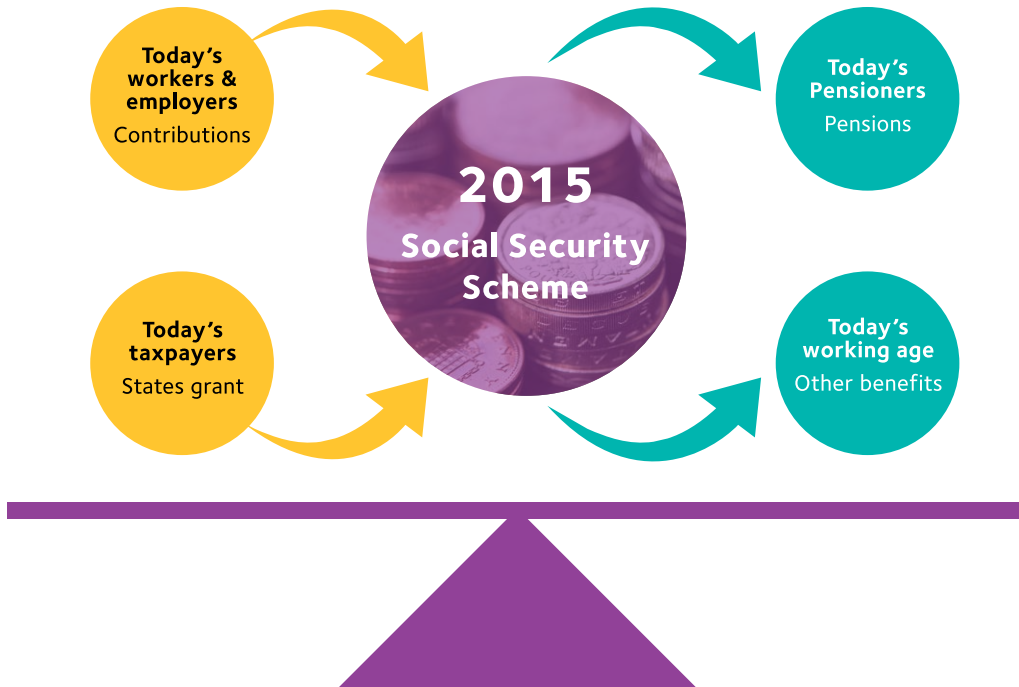 Today’s
workers &
employers
Contributions
Today’s
taxpayers
States grant
2015
Social Security
Scheme
Today’s
Pensioners
Pensions
Today’s
working age
Other benefits